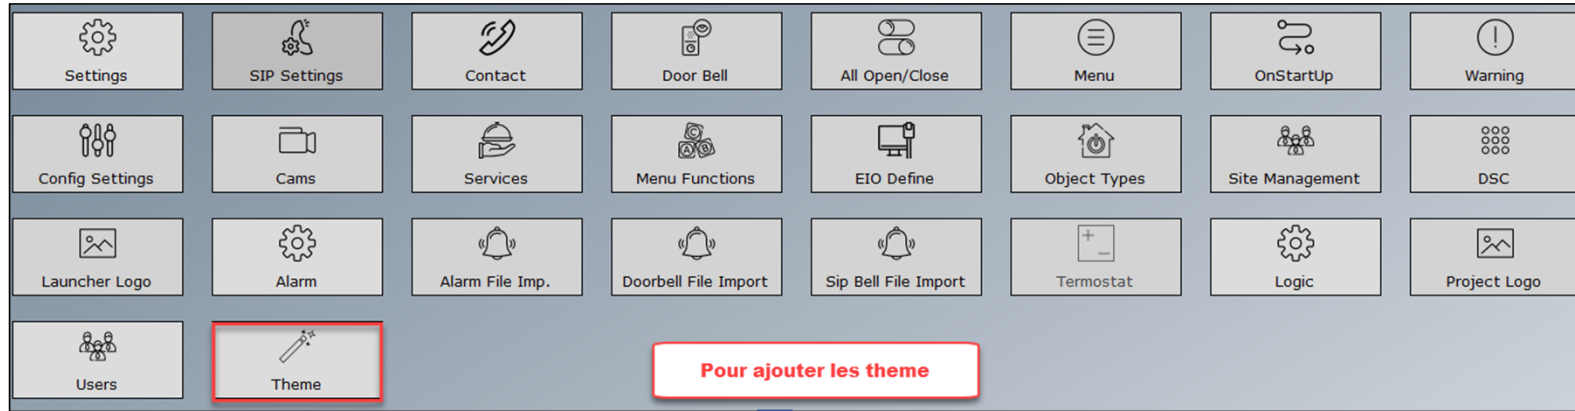 Settings
SIP Settings
Contact
Door Bell
All Open/Close
Menu
OnStartUp
Warning
Config Settings
Cams
Services
C
A B
Menu Functions
EIO Define
Object Types
Site Management
DSC
Launcher Logo
Alarm
Alarm File Imp.
Doorbell File Import
Sip Bell File Import
Termostat
Logic
Project Logo
Users
Theme
Pour ajouter les theme